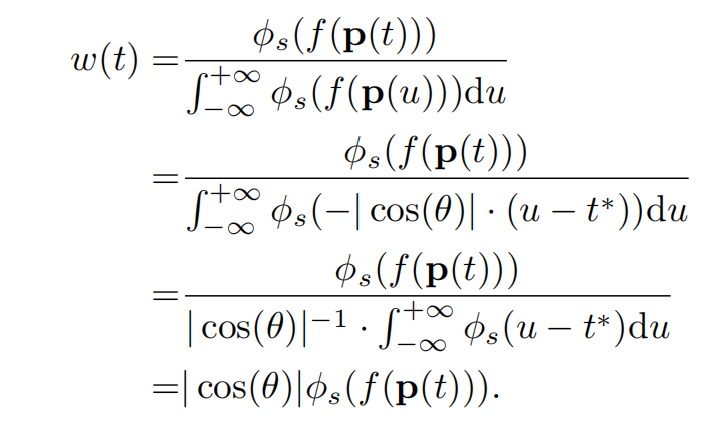 w(t) = \frac{\phi_s(f(\mathbf{p}(t)))}{\int_{-\infty}^{+\infty} \phi_s(f(\mathbf{p}(u)))\mathrm{d}u}
= \frac{\phi_s(f(\mathbf{p}(t)))}{\int_{-\infty}^{+\infty} \phi_s(-|\cos(\theta)| \cdot (u - t^*))\mathrm{d}u}
= \frac{\phi_s(f(\mathbf{p}(t)))}{|\cos(\theta)|^{-1} \cdot \int_{-\infty}^{+\infty} \phi_s(u - t^*)\mathrm{d}u}
= |\cos(\theta)|\phi_s(f(\mathbf{p}(t))).